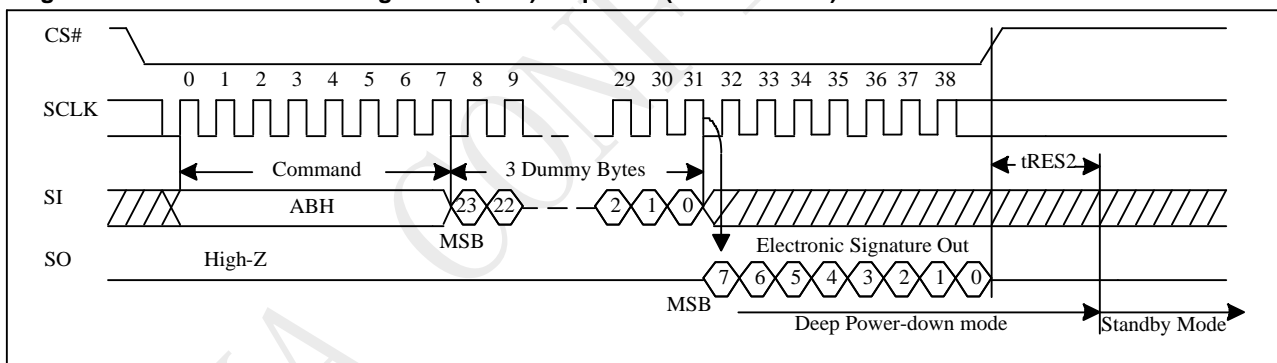 CS#
0 1 2 3 4 5 6 7 8 9 29 30 31 32 33 34 35 36 37 38
SCLK
Command 3 Dummy Bytes tRES2
SI ABH 23 22 2 1 0
MSB Electronic Signature Out
SO High-Z
7 6 5 4 3 2 1 0
MSB
Deep Power-down mode Standby Mode